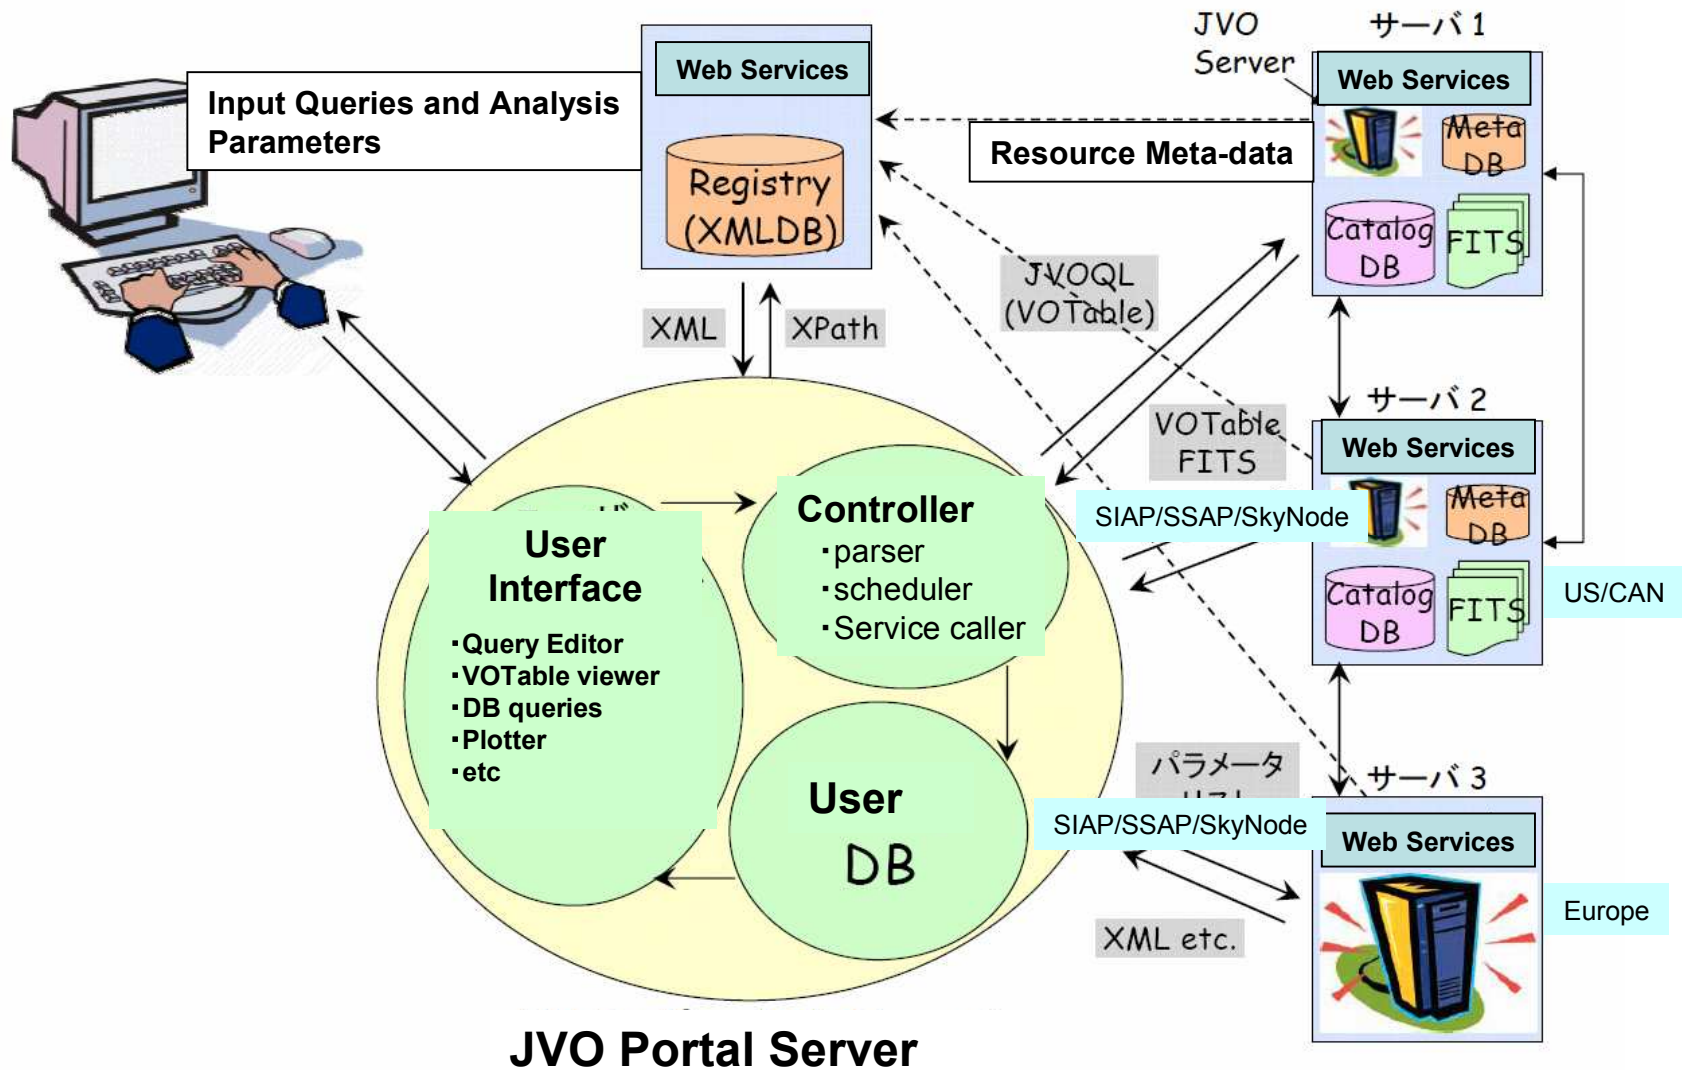 Input Queries and Analysis
Parameters
Web Services
Registry
(XMLDB)
XML
XPath
JVO
Server
サーバ 1
Web Services
Meta
DB
Catalog
DB
FITS
Resource Meta-data
JVOQL
(VOTable)
VOTable
FITS
サーバ 2
Web Services
Meta
DB
Catalog
DB
FITS
SIAP/SSAP/SkyNode
US/CAN
User
Interface
・Query Editor
・VOTable viewer
・DB queries
・Plotter
・etc
Controller
・parser
・scheduler
・Service caller
User
DB
パラメータ
SIAP/SSAP/SkyNode
XML etc.
サーバ 3
Web Services
Europe
JVO Portal Server